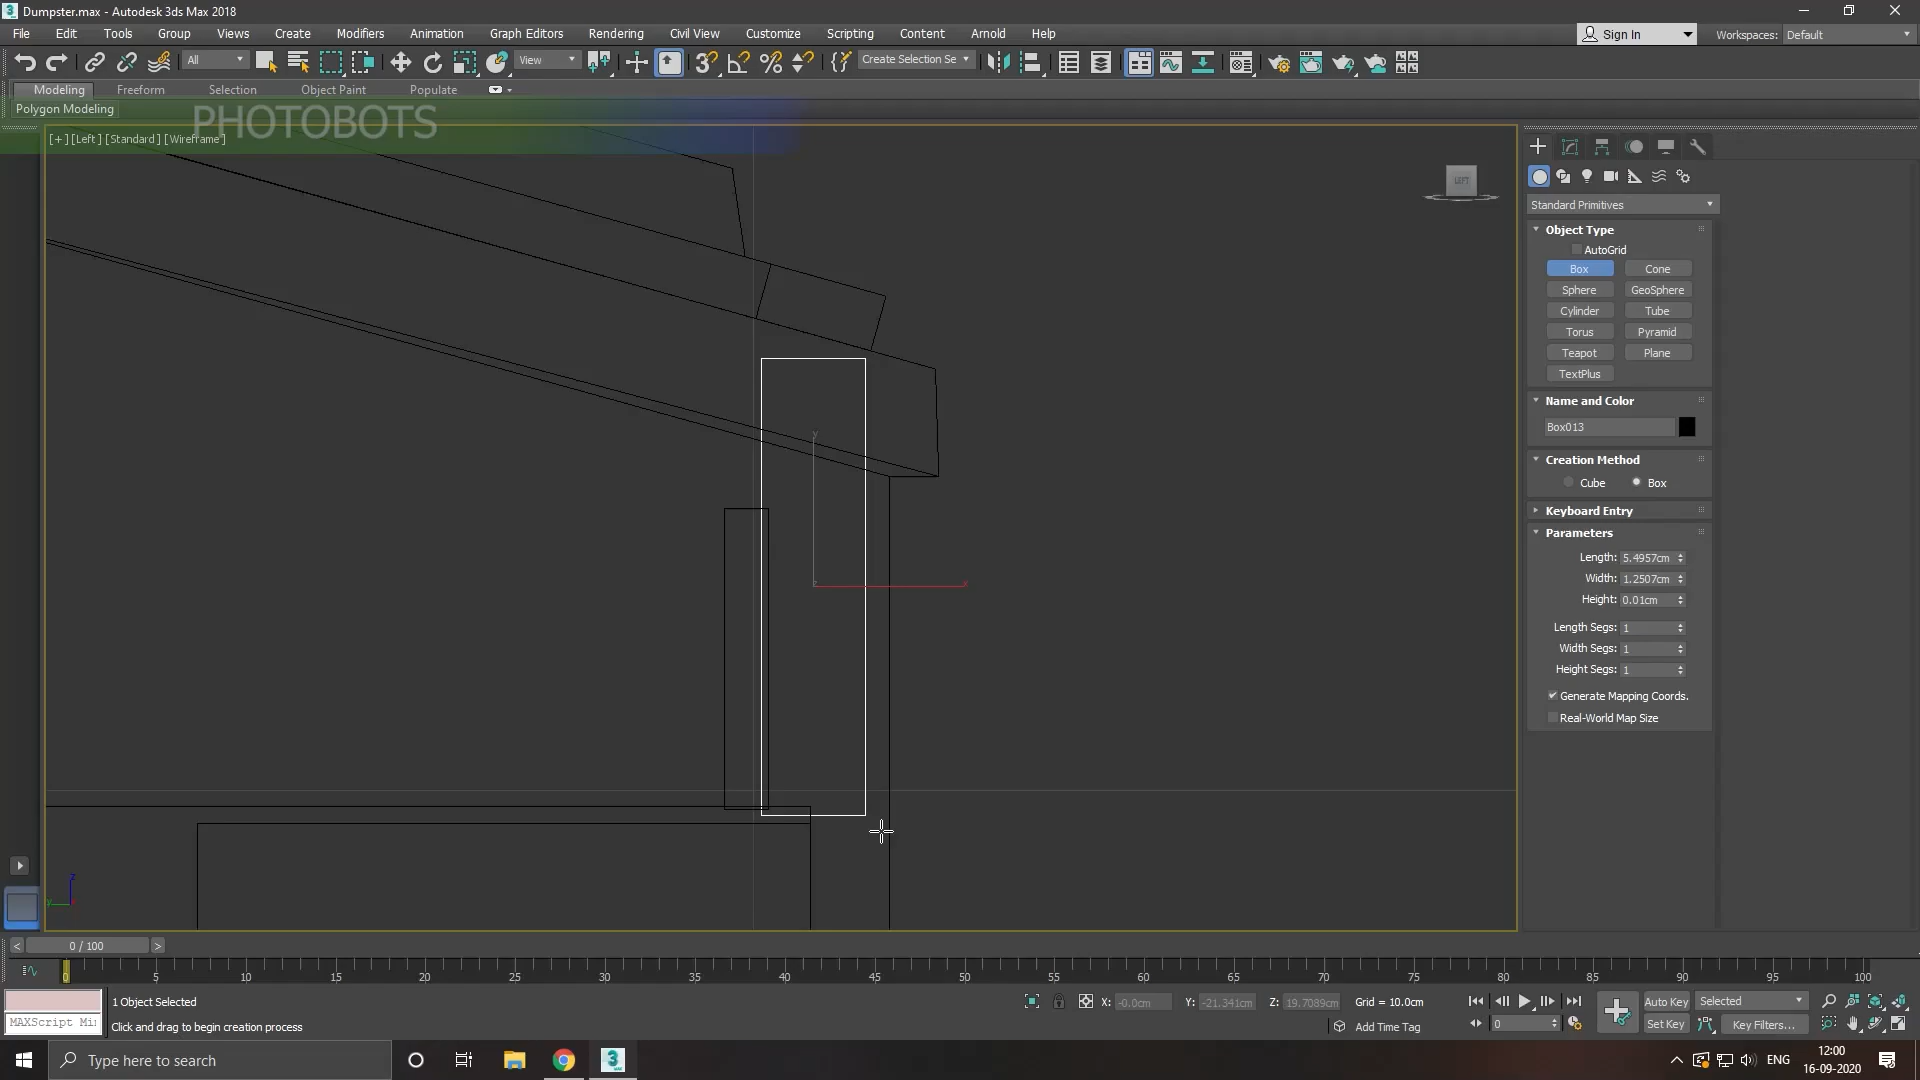 Dumpster.max - Autodesk 3ds Max 2018
File Edit Tools Group Views Create Modifiers Animation Graph Editors Rendering Civil View Customize Scripting Content Arnold Help
Sign In Workspaces: Default
All View Create Selection Se
Modeling Freeform Selection Object Paint Populate
Polygon Modeling
PHOTOBOTS
[+] [Left] [Standard] [Wireframe]
LEFT
y
x
z
Standard Primitives
Object Type
AutoGrid
Box Cone
Sphere GeoSphere
Cylinder Tube
Torus Pyramid
Teapot Plane
TextPlus
Name and Color
Box013
Creation Method
Cube Box
Keyboard Entry
Parameters
Length: 5.4957cm
Width: 1.2507cm
Height: 0.01cm
Length Segs: 1
Width Segs: 1
Height Segs: 1
Generate Mapping Coords.
Real-World Map Size
z
y
< 0 / 100 >
0 5 10 15 20 25 30 35 40 45 50 55 60 65 70 75 80 85 90 95 100
1 Object Selected X: -0.0cm Y: -21.341cm Z: 19.7089cm Grid = 10.0cm Auto Key Selected
MAXScript Mi Click and drag to begin creation process Add Time Tag 0 Set Key Key Filters...
Type here to search
ENG
12:00
16-09-2020